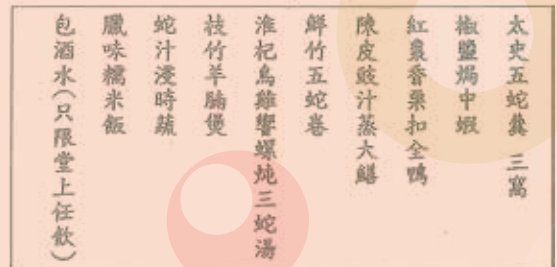 太史五蛇羹 三窩
椒鹽焗中蝦
紅棗香栗扣全鴨
陳皮豉汁蒸大鱔
鮮竹五蛇卷
淮杞烏雞響螺炖三蛇湯
枝竹羊腩煲
蛇汁浸時蔬
臘味糯米飯
包酒水(只限堂上任飲)